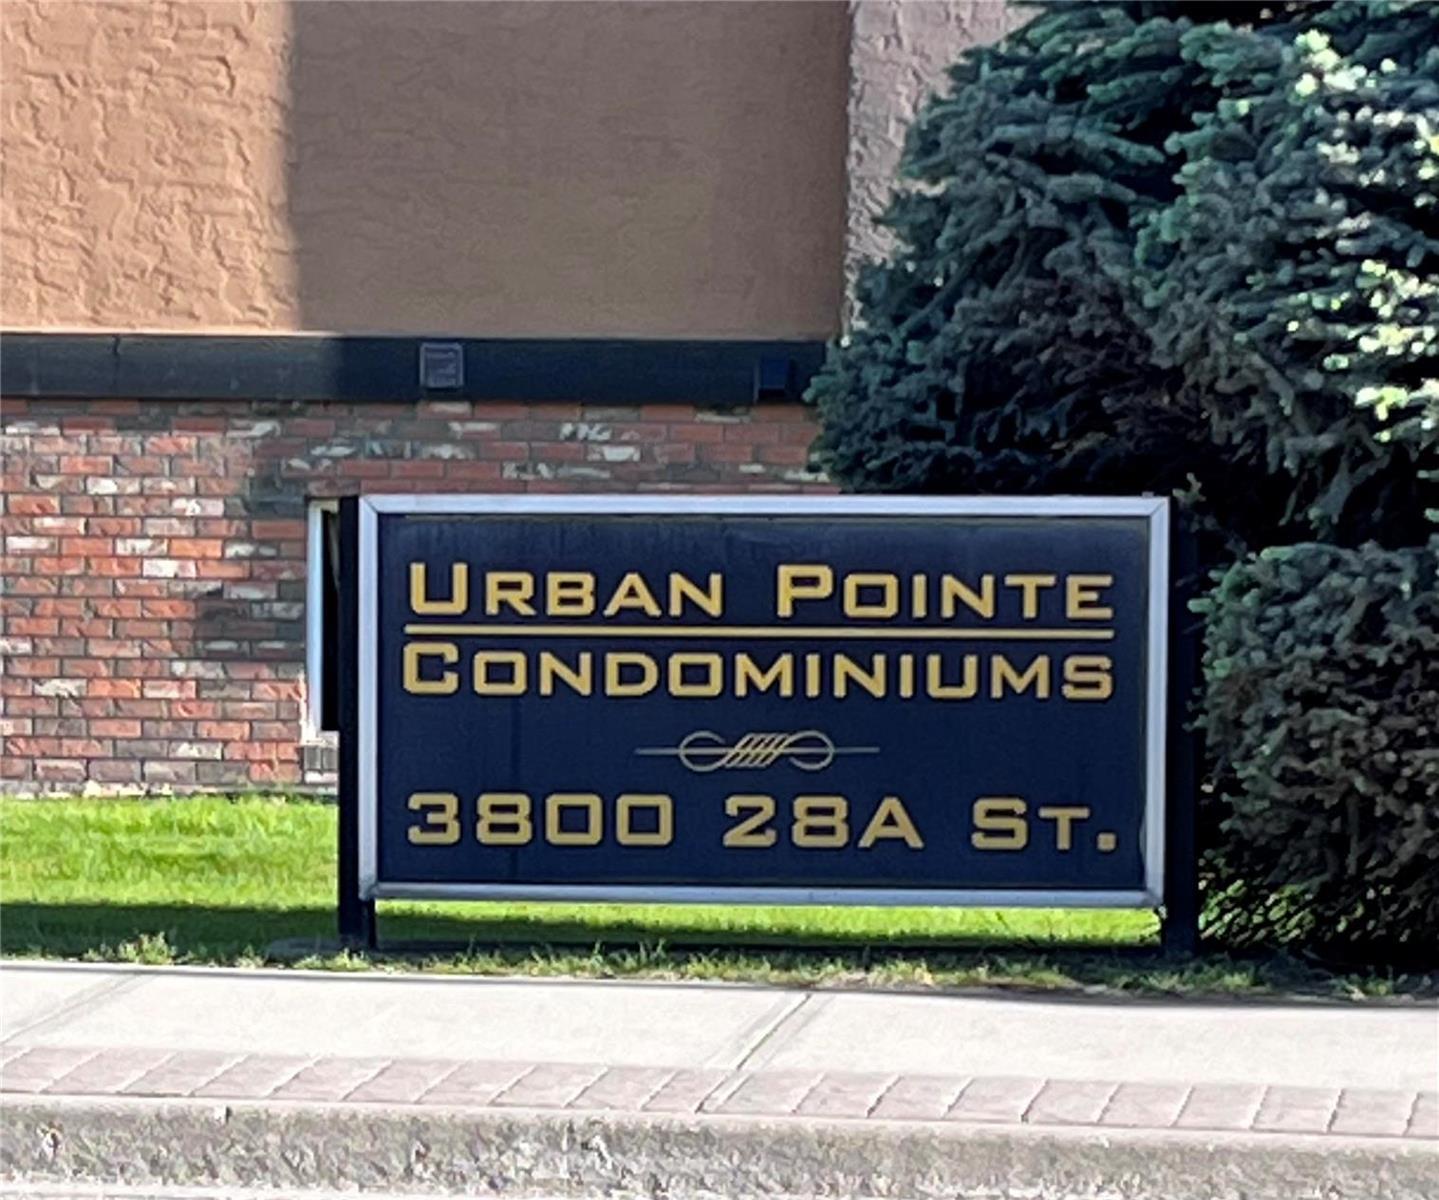 URBAN POINTE
CONDOMINIUMS
3800 28A ST.